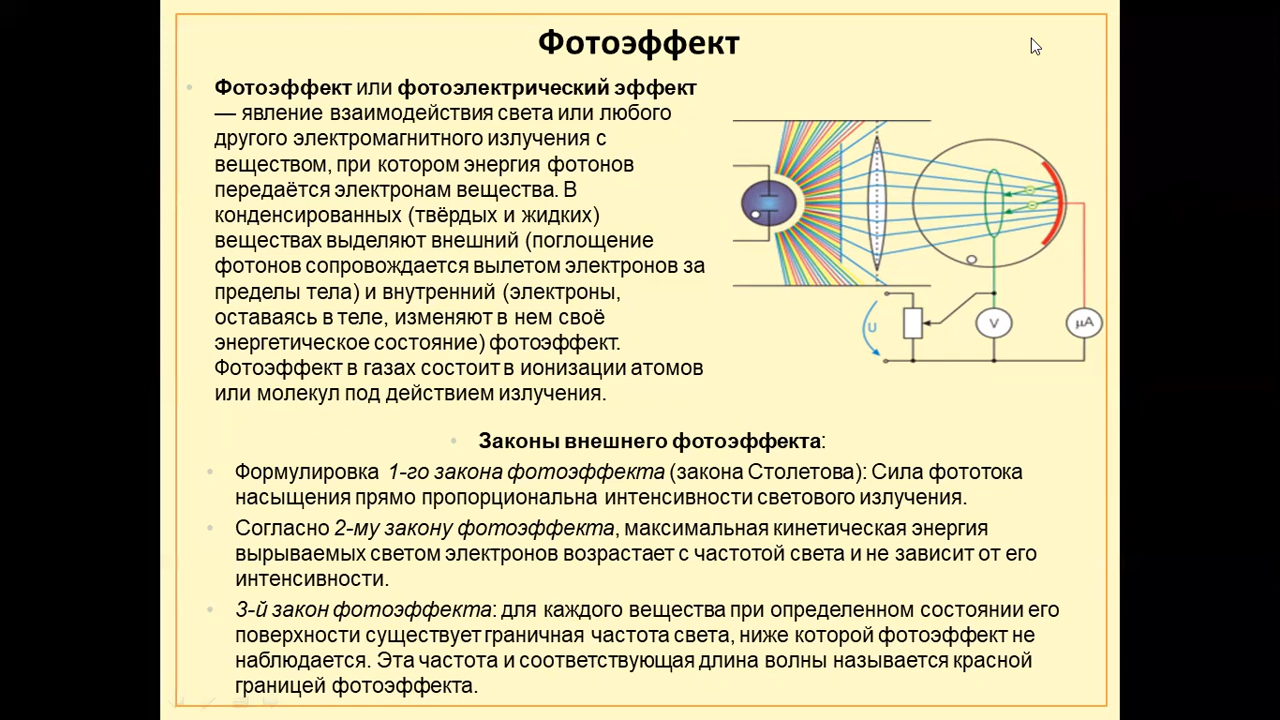 Фотоэффект
Фотоэффект или фотоэлектрический эффект
— явление взаимодействия света или любого
другого электромагнитного излучения с
веществом, при котором энергия фотонов
передаётся электронам вещества. В
конденсированных (твёрдых и жидких)
веществах выделяют внешний (поглощение
фотонов сопровождается вылетом электронов за
пределы тела) и внутренний (электроны,
оставаясь в теле, изменяют в нем своё
энергетическое состояние) фотоэффект.
Фотоэффект в газах состоит в ионизации атомов
или молекул под действием излучения.
U
V
µA
Законы внешнего фотоэффекта:
Формулировка 1-го закона фотоэффекта (закона Столетова): Сила фототока
насыщения прямо пропорциональна интенсивности светового излучения.
Согласно 2-му закону фотоэффекта, максимальная кинетическая энергия
вырываемых светом электронов возрастает с частотой света и не зависит от его
интенсивности.
3-й закон фотоэффекта: для каждого вещества при определенном состоянии его
поверхности существует граничная частота света, ниже которой фотоэффект не
наблюдается. Эта частота и соответствующая длина волны называется красной
границей фотоэффекта.